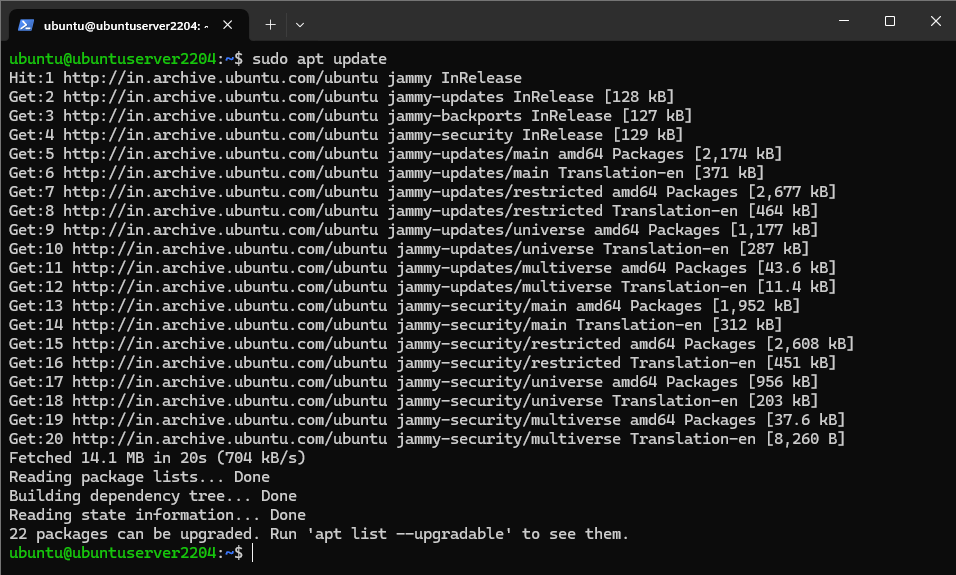 ubuntu@ubuntuserver2204: ~
ubuntu@ubuntuserver2204:~$ sudo apt update
Hit:1 http://in.archive.ubuntu.com/ubuntu jammy InRelease
Get:2 http://in.archive.ubuntu.com/ubuntu jammy-updates InRelease [128 kB]
Get:3 http://in.archive.ubuntu.com/ubuntu jammy-backports InRelease [127 kB]
Get:4 http://in.archive.ubuntu.com/ubuntu jammy-security InRelease [129 kB]
Get:5 http://in.archive.ubuntu.com/ubuntu jammy-updates/main amd64 Packages [2,174 kB]
Get:6 http://in.archive.ubuntu.com/ubuntu jammy-updates/main Translation-en [371 kB]
Get:7 http://in.archive.ubuntu.com/ubuntu jammy-updates/restricted amd64 Packages [2,677 kB]
Get:8 http://in.archive.ubuntu.com/ubuntu jammy-updates/restricted Translation-en [464 kB]
Get:9 http://in.archive.ubuntu.com/ubuntu jammy-updates/universe amd64 Packages [1,177 kB]
Get:10 http://in.archive.ubuntu.com/ubuntu jammy-updates/universe Translation-en [287 kB]
Get:11 http://in.archive.ubuntu.com/ubuntu jammy-updates/multiverse amd64 Packages [43.6 kB]
Get:12 http://in.archive.ubuntu.com/ubuntu jammy-updates/multiverse Translation-en [11.4 kB]
Get:13 http://in.archive.ubuntu.com/ubuntu jammy-security/main amd64 Packages [1,952 kB]
Get:14 http://in.archive.ubuntu.com/ubuntu jammy-security/main Translation-en [312 kB]
Get:15 http://in.archive.ubuntu.com/ubuntu jammy-security/restricted amd64 Packages [2,608 kB]
Get:16 http://in.archive.ubuntu.com/ubuntu jammy-security/restricted Translation-en [451 kB]
Get:17 http://in.archive.ubuntu.com/ubuntu jammy-security/universe amd64 Packages [956 kB]
Get:18 http://in.archive.ubuntu.com/ubuntu jammy-security/universe Translation-en [203 kB]
Get:19 http://in.archive.ubuntu.com/ubuntu jammy-security/multiverse amd64 Packages [37.6 kB]
Get:20 http://in.archive.ubuntu.com/ubuntu jammy-security/multiverse Translation-en [8,260 B]
Fetched 14.1 MB in 20s (704 kB/s)
Reading package lists... Done
Building dependency tree... Done
Reading state information... Done
22 packages can be upgraded. Run 'apt list --upgradable' to see them.
ubuntu@ubuntuserver2204:~$